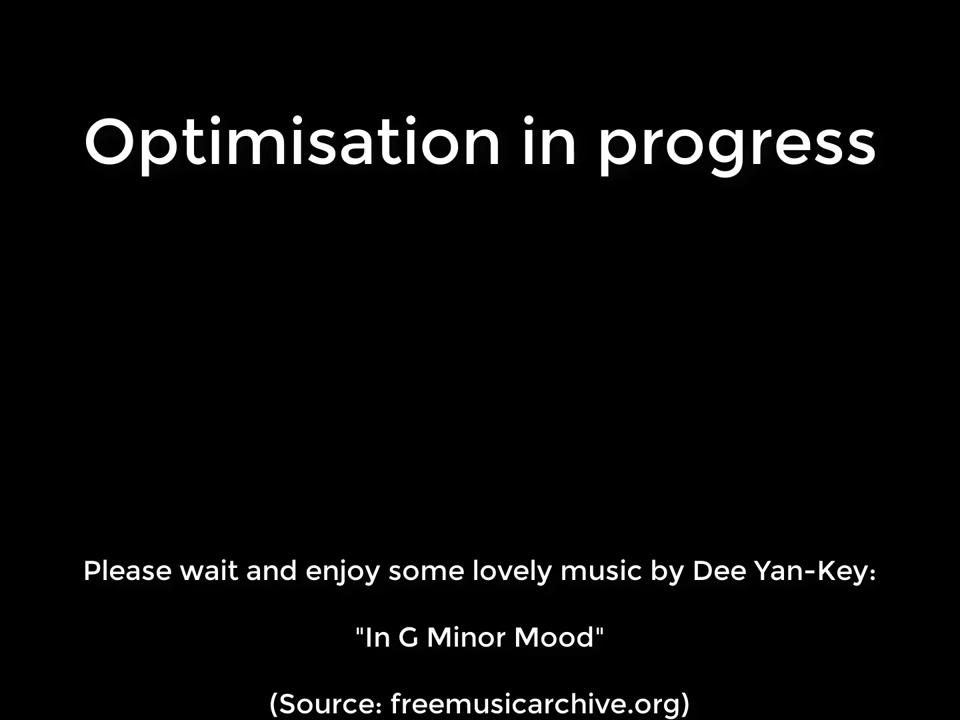 Optimisation in progress
Please wait and enjoy some lovely music by Dee Yan-Key:
"In G Minor Mood"
(Source: freemusicarchive.org)